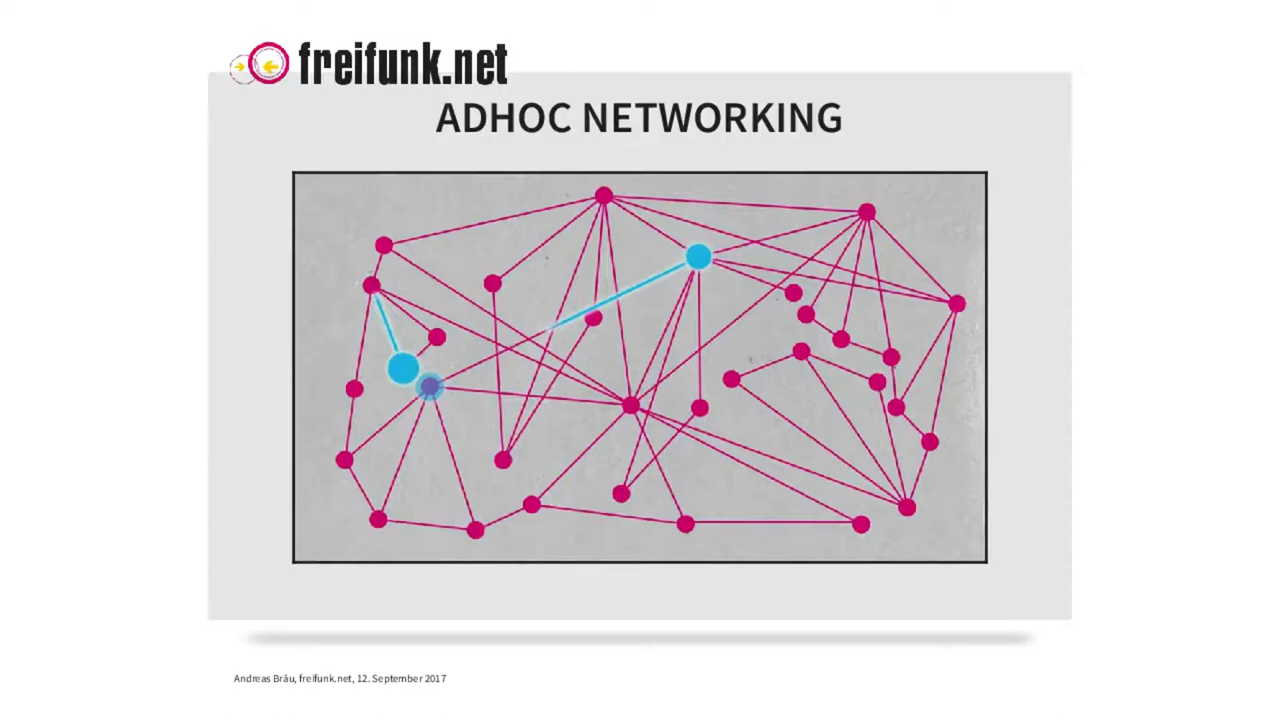 freifunk.net
ADHOC NETWORKING
Andreas Bräu, freifunk.net, 12. September 2017